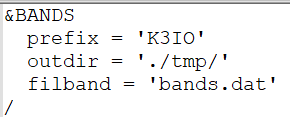 &BANDS
  prefix = 'K3IO'
  outdir = './tmp/'
  filband = 'bands.dat'
/